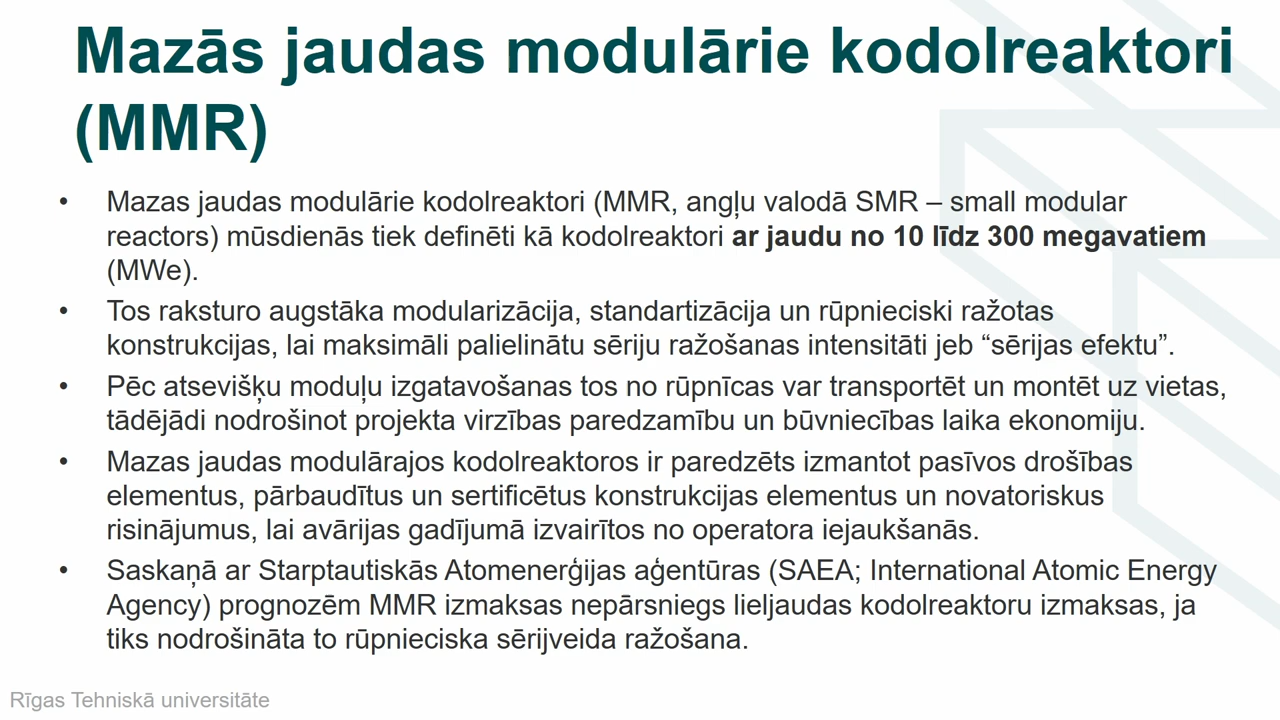 Mazās jaudas modulārie kodolreaktori
(MMR)
• Mazas jaudas modulārie kodolreaktori (MMR, angļu valodā SMR – small modular
reactors) mūsdienās tiek definēti kā kodolreaktori ar jaudu no 10 līdz 300 megavatiem
(MWe).
• Tos raksturo augstāka modularizācija, standartizācija un rūpnieciski ražotas
konstrukcijas, lai maksimāli palielinātu sēriju ražošanas intensitāti jeb “sērijas efektu”.
• Pēc atsevišķu moduļu izgatavošanas tos no rūpnīcas var transportēt un montēt uz vietas,
tādējādi nodrošinot projekta virzības paredzamību un būvniecības laika ekonomiju.
• Mazas jaudas modulārajos kodolreaktoros ir paredzēts izmantot pasīvos drošības
elementus, pārbaudītus un sertificētus konstrukcijas elementus un novatoriskus
risinājumus, lai avārijas gadījumā izvairītos no operatora iejaukšanās.
• Saskaņā ar Starptautiskās Atomenerģijas aģentūras (SAEA; International Atomic Energy
Agency) prognozēm MMR izmaksas nepārsniegs lieljaudas kodolreaktoru izmaksas, ja
tiks nodrošināta to rūpnieciska sērijveida ražošana.
Rīgas Tehniskā universitāte